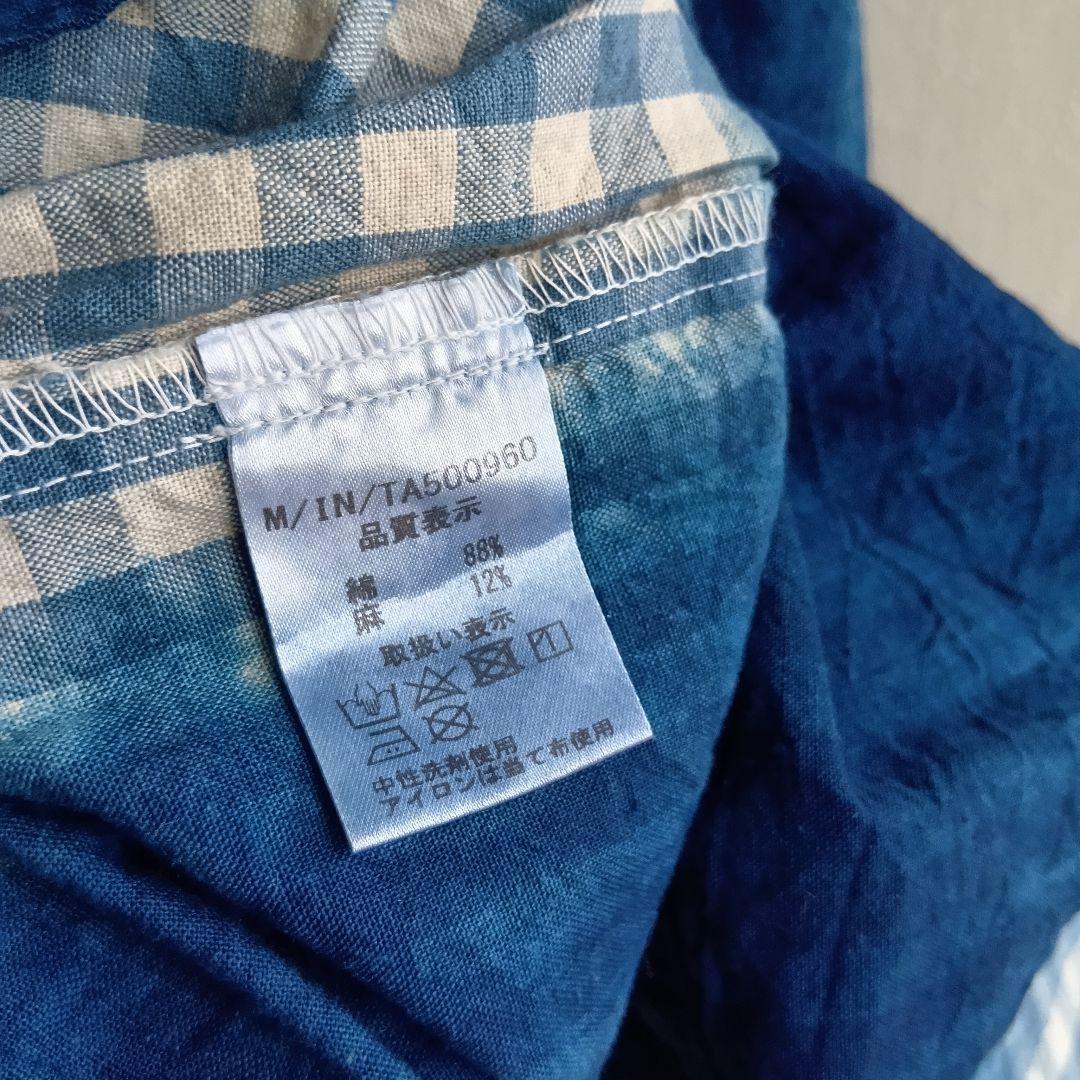 M/IN/TA500960
品質表示
綿 88%
麻 12%
取扱い表示
中性洗剤使用
アイロンは当て布使用